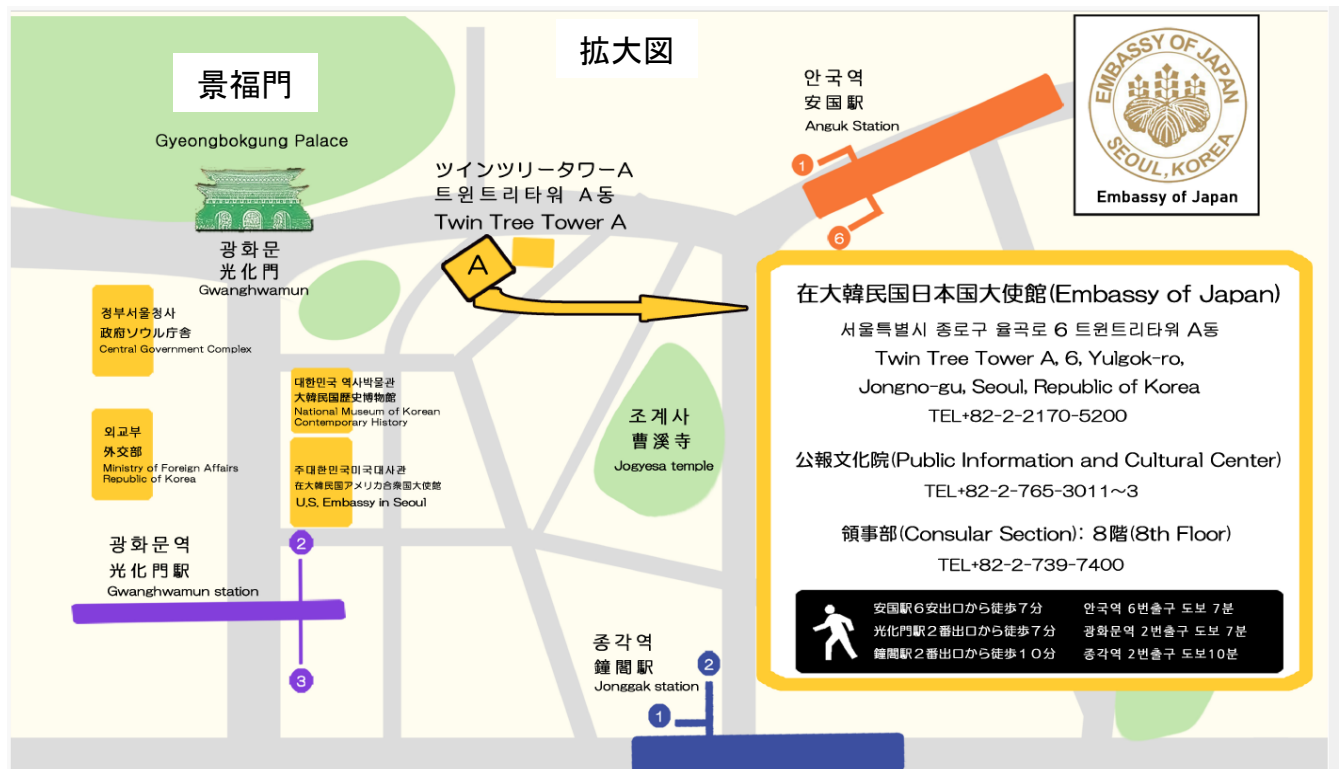 景福門
拡大図
Gyeongbokgung Palace
광화문
光化門
Gwanghwamun
ツインツリータワーA
트윈트리타워 A동
Twin Tree Tower A
A
안국역
安国駅
Anguk Station
1
6
EMBASSY OF JAPAN
SEOUL, KOREA
Embassy of Japan
정부서울청사
政府ソウル庁舎
Central Government Complex
외교부
外交部
Ministry of Foreign Affairs
Republic of Korea
대한민국 역사박물관
大韓民国歴史博物館
National Museum of Korean
Contemporary History
주대한민국미국대사관
在大韓民国アメリカ合衆国大使館
U.S. Embassy in Seoul
조계사
曹溪寺
Jogyesa temple
광화문역
光化門駅
Gwanghwamun station
2
3
종각역
鐘閣駅
Jonggak station
2
1
在大韓民国日本国大使館(Embassy of Japan)
서울특별시 종로구 율곡로 6 트윈트리타워 A동
Twin Tree Tower A, 6, Yulgok-ro,
Jongno-gu, Seoul, Republic of Korea
TEL+82-2-2170-5200
公報文化院(Public Information and Cultural Center)
TEL+82-2-765-3011～3
領事部(Consular Section): 8階(8th Floor)
TEL+82-2-739-7400
安国駅６安出口から徒歩７分 안국역 6번출구 도보 7분
光化門駅２番出口から徒歩７分 광화문역 2번출구 도보 7분
鐘閣駅２番出口から徒歩１０分 종각역 2번출구 도보10분